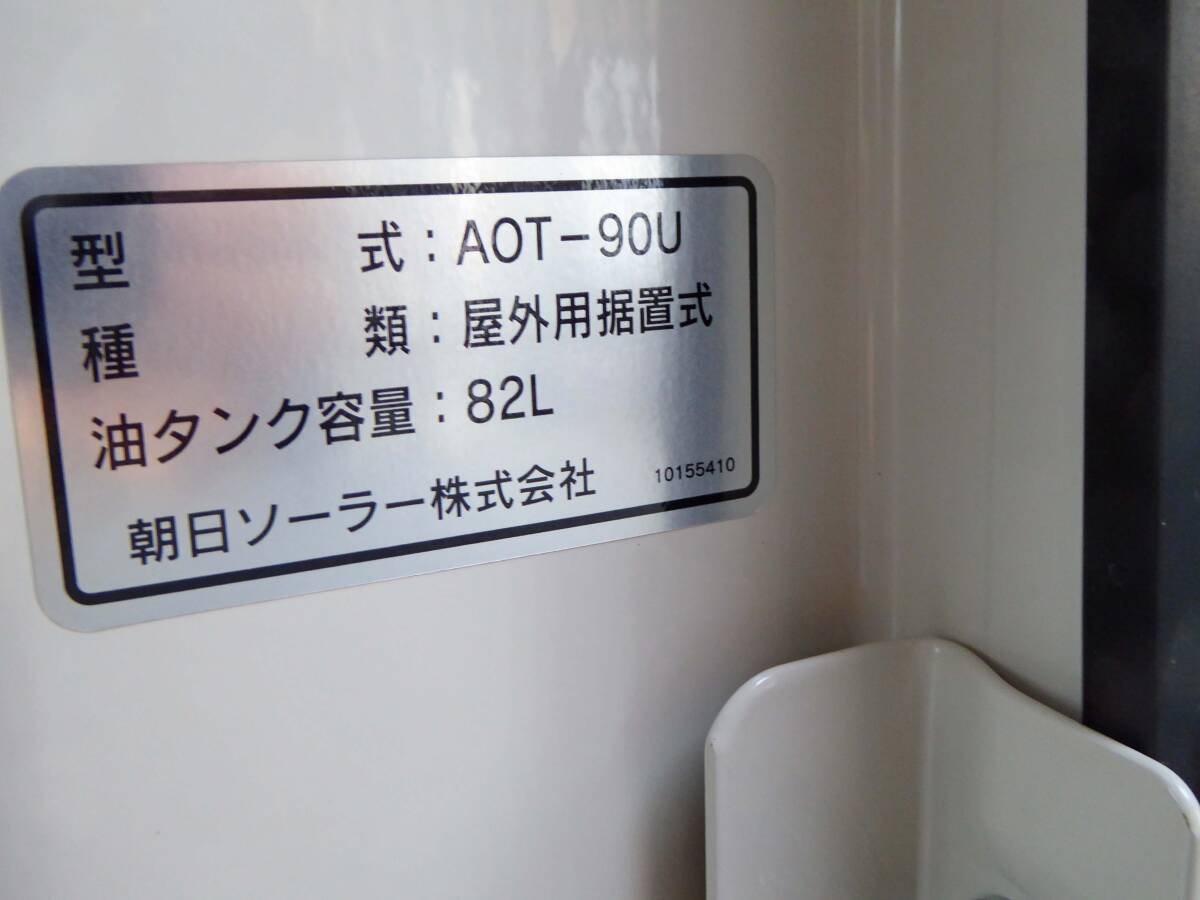 型式：AOT－90U
種類：屋外用据置式
油タンク容量：82L
朝日ソーラー株式会社 10155410